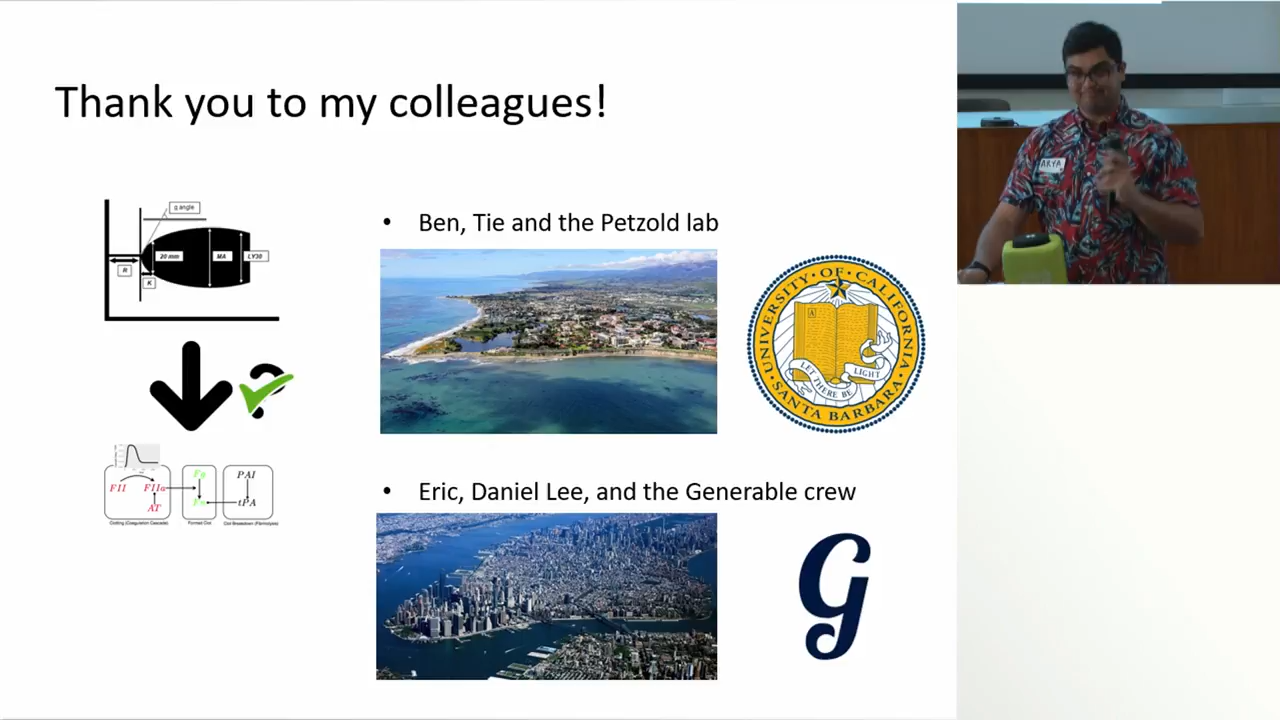 Thank you to my colleagues!
α angle
20 mm
MA
LY30
R
K
FII
FIIa
AT
PAI
tPA
Clotting (Coagulation Cascade)
Formed Clot
Clot Breakdown (Fibrinolysis)
• Ben, Tie and the Petzold lab
UNIVERSITY OF CALIFORNIA
SANTA BARBARA
A
LET THERE BE
LIGHT
• Eric, Daniel Lee, and the Generable crew
G
ARYA